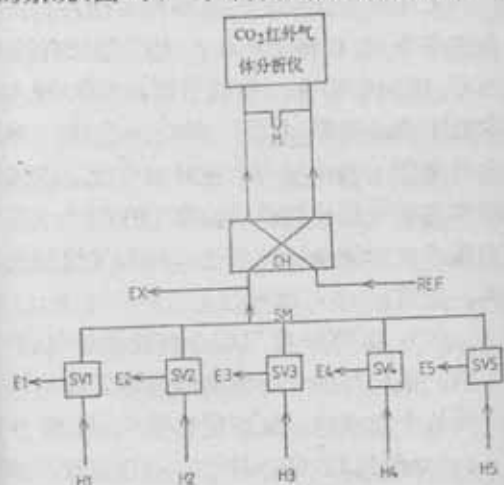 CO₂红外气
体分析仪
M
CH
EX
REF
SM
E1 SV1 E2 SV2 E3 SV3 E4 SV4 E5 SV5
H1 H2 H3 H4 H5